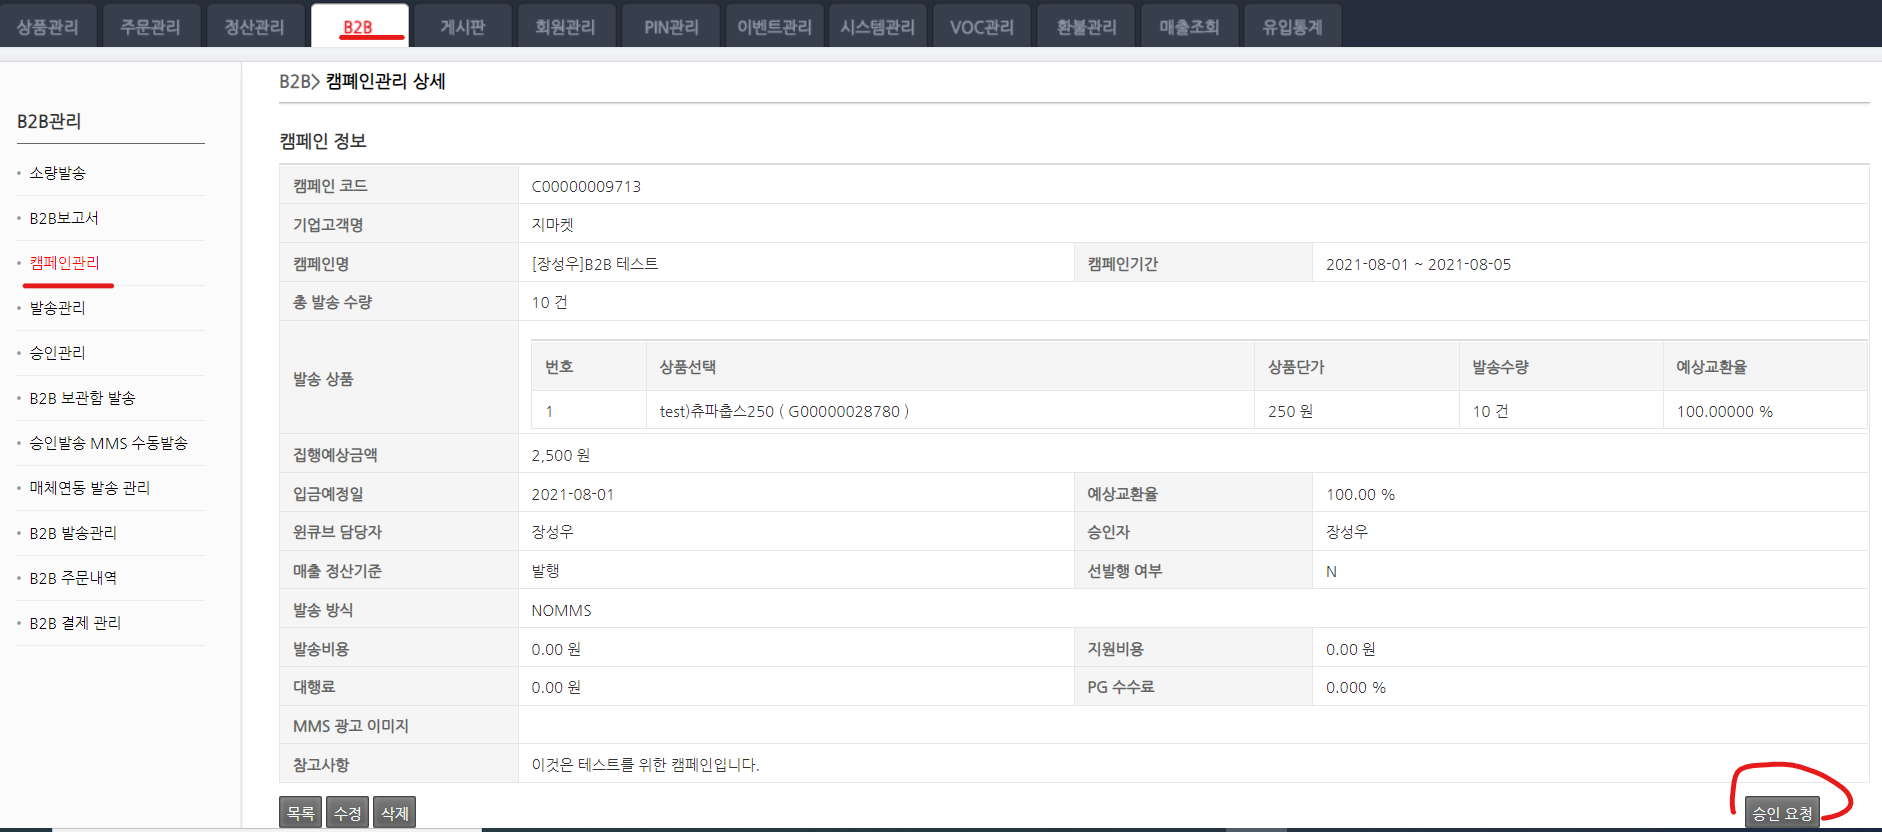 상품관리 주문관리 정산관리 B2B 게시판 회원관리 PIN관리 이벤트관리 시스템관리 VOC관리 환불관리 매출조회 유입통계
B2B> 캠페인관리 상세
B2B관리
소량발송
B2B보고서
캠페인관리
발송관리
승인관리
B2B 보관함 발송
승인발송 MMS 수동발송
매체연동 발송 관리
B2B 발송관리
B2B 주문내역
B2B 결제 관리
캠페인 정보
캠페인 코드 C00000009713
기업고객명 지마켓
캠페인명 [장성우]B2B 테스트 캠페인기간 2021-08-01 ~ 2021-08-05
총 발송 수량 10 건
발송 상품
번호 상품선택 상품단가 발송수량 예상교환율
1 test)츄파춥스250 ( G00000028780 ) 250 원 10 건 100.00000 %
집행예상금액 2,500 원
입금예정일 2021-08-01 예상교환율 100.00 %
윈큐브 담당자 장성우 승인자 장성우
매출 정산기준 발행 선발행 여부 N
발송 방식 NOMMS
발송비용 0.00 원 지원비용 0.00 원
대행료 0.00 원 PG 수수료 0.000 %
MMS 광고 이미지
참고사항 이것은 테스트를 위한 캠페인입니다.
목록 수정 삭제 승인 요청